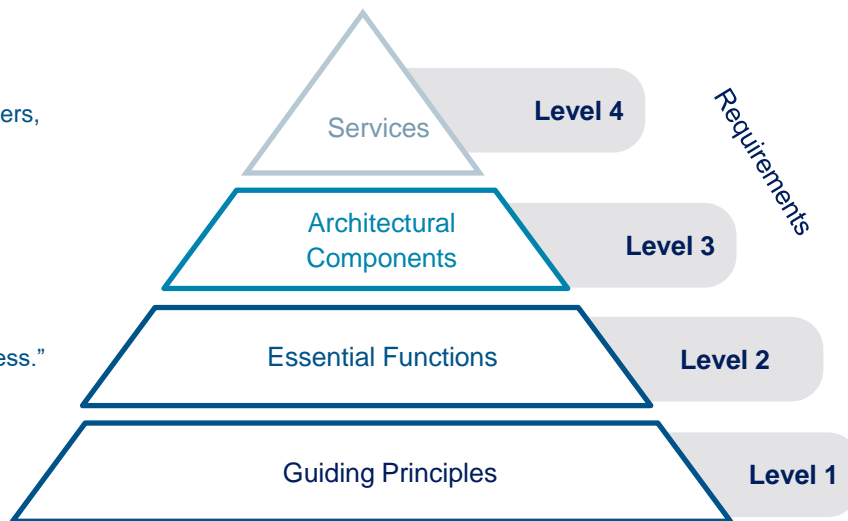 ers,
Services
Level 4
Requirements
Architectural
Components
Level 3
ess.”
Essential Functions
Level 2
Guiding Principles
Level 1